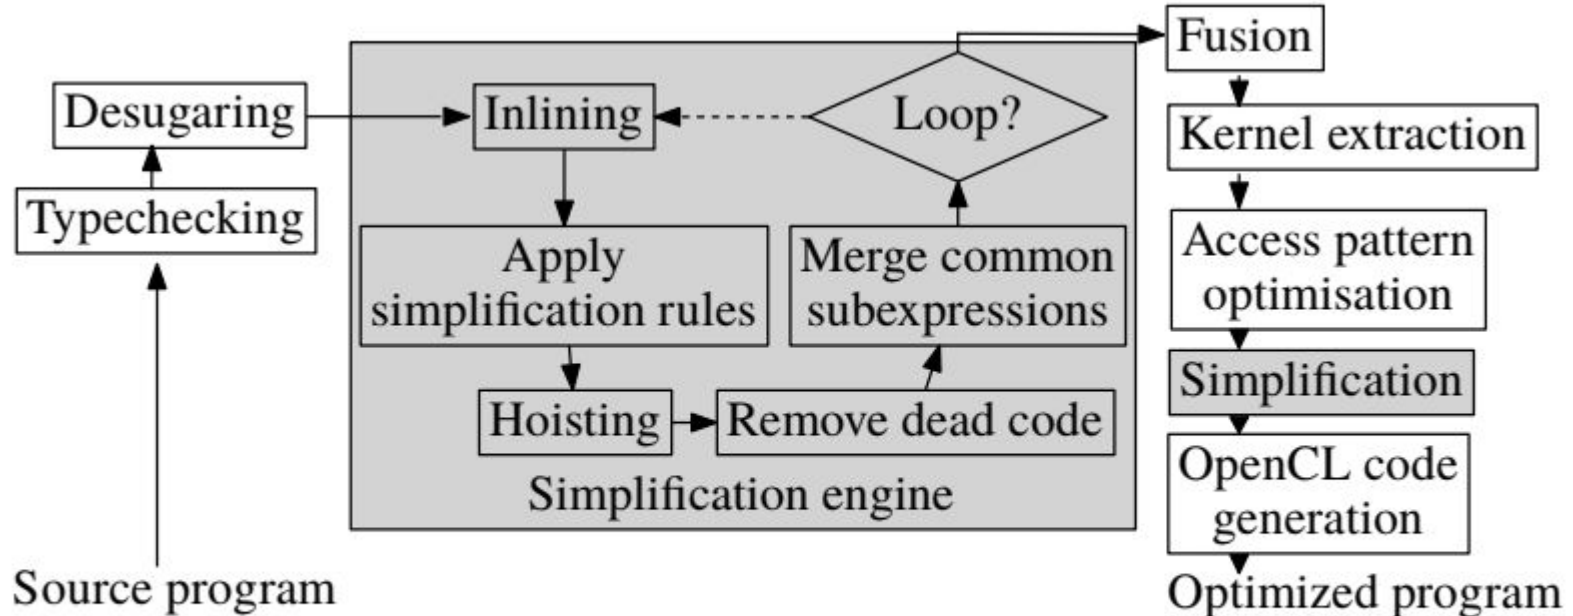 Source program
Typechecking
Desugaring
Inlining
Apply
simplification rules
Hoisting
Remove dead code
Merge common
subexpressions
Loop?
Simplification engine
Fusion
Kernel extraction
Access pattern
optimisation
Simplification
OpenCL code
generation
Optimized program